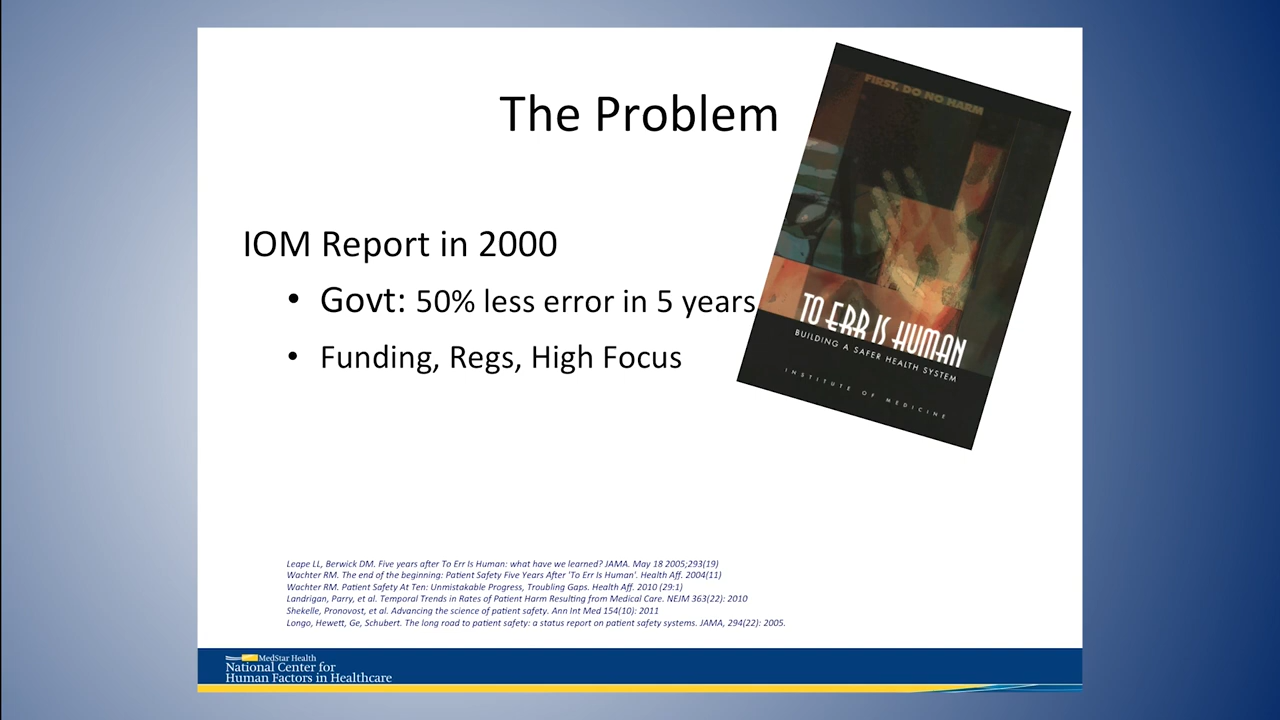 The Problem
IOM Report in 2000
• Govt: 50% less error in 5 years
• Funding, Regs, High Focus
FIRST, DO NO HARM
TO ERR IS HUMAN
BUILDING A SAFER HEALTH SYSTEM
INSTITUTE OF MEDICINE
Leape LL, Berwick DM. Five years after To Err Is Human: what have we learned? JAMA. May 18 2005;293(19)
Wachter RM. The end of the beginning: Patient Safety Five Years After 'To Err Is Human'. Health Aff. 2004(11)
Wachter RM. Patient Safety At Ten: Unmistakable Progress, Troubling Gaps. Health Aff. 2010 (29:1)
Landrigan, Parry, et al. Temporal Trends in Rates of Patient Harm Resulting from Medical Care. NEJM 363(22): 2010
Shekelle, Pronovost, et al. Advancing the science of patient safety. Ann Int Med 154(10): 2011
Longo, Hewett, Ge, Schubert. The long road to patient safety: a status report on patient safety systems. JAMA, 294(22): 2005.
MedStar Health
National Center for
Human Factors in Healthcare